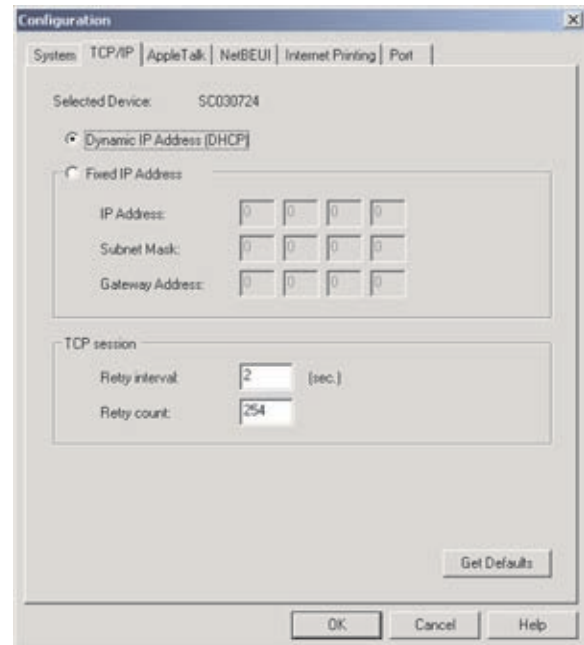 Configuration
System TCP/IP AppleTalk NetBEUI Internet Printing Port
Selected Device: SC030724
Dynamic IP Address (DHCP)
Fixed IP Address
IP Address: 0 0 0 0
Subnet Mask: 0 0 0 0
Gateway Address: 0 0 0 0
TCP session
Retry interval: 2 (sec.)
Retry count: 254
Get Defaults
OK Cancel Help